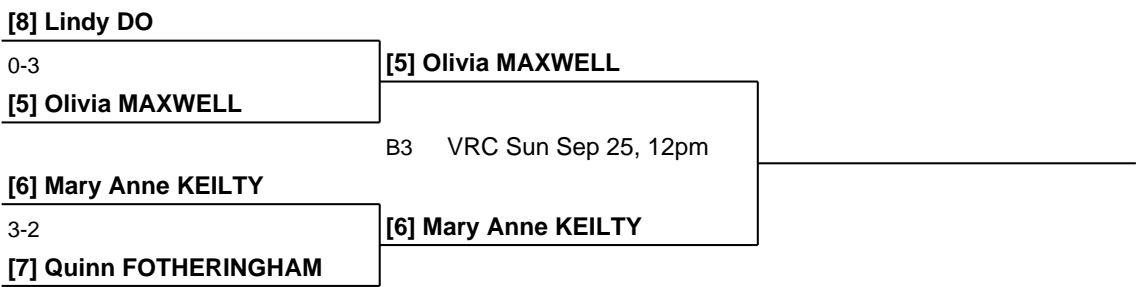 [8] Lindy DO
0-3
[5] Olivia MAXWELL
[5] Olivia MAXWELL
B3 VRC Sun Sep 25, 12pm
[6] Mary Anne KEILTY
3-2
[6] Mary Anne KEILTY
[7] Quinn FOTHERINGHAM